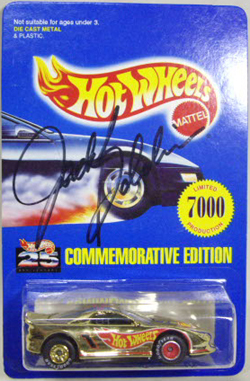 Not suitable for ages under 3.
DIE CAST METAL
& PLASTIC.
Hot Wheels
MATTEL
LIMITED
7000
PRODUCTION
25
COMMEMORATIVE EDITION
Hot Wheels